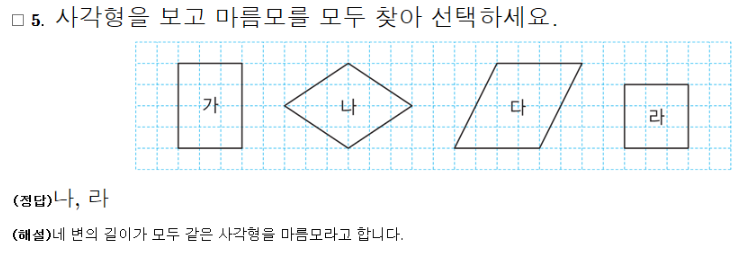 □ 5. 사각형을 보고 마름모를 모두 찾아 선택하세요.
가 나 다 라
(정답)나, 라
(해설)네 변의 길이가 모두 같은 사각형을 마름모라고 합니다.